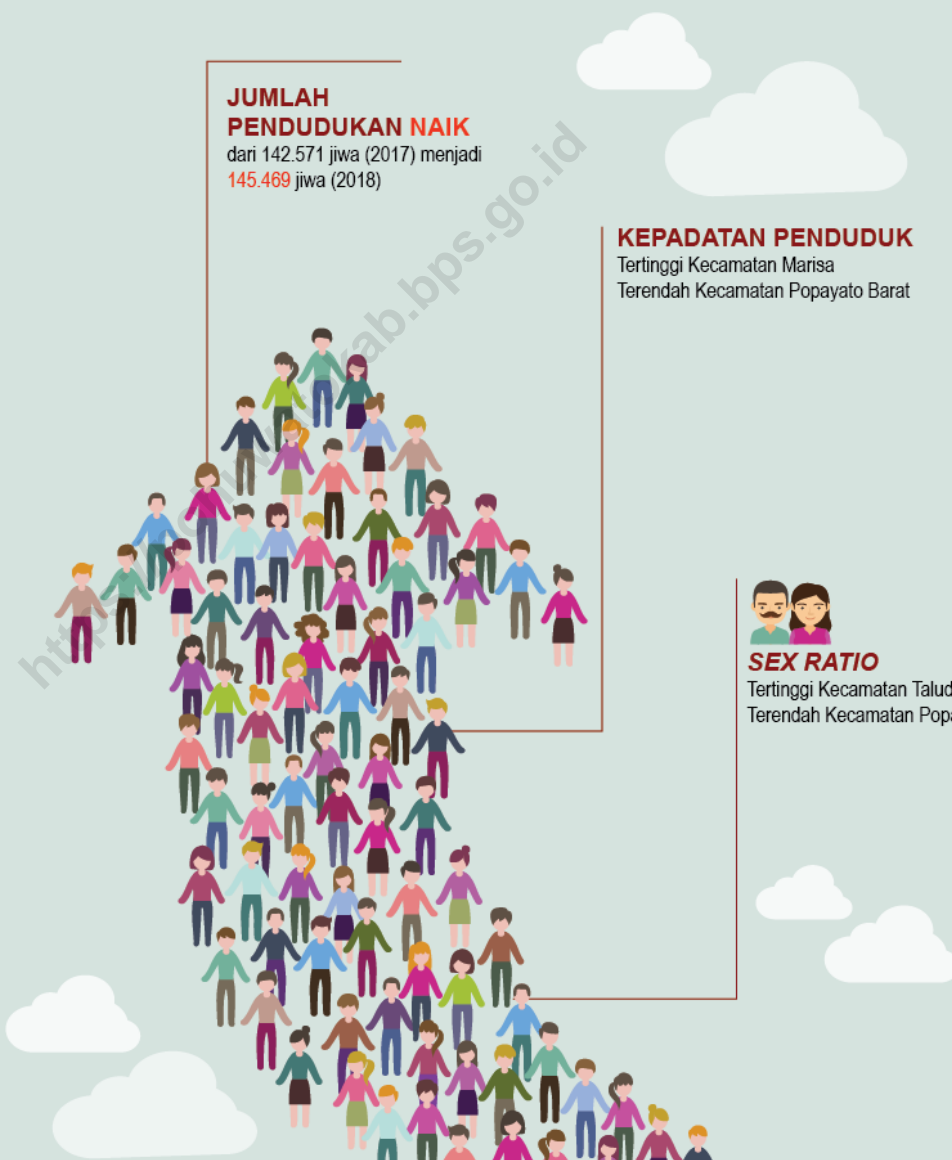 JUMLAH
PENDUDUKAN NAIK
dari 142.571 jiwa (2017) menjadi
145.469 jiwa (2018)
KEPADATAN PENDUDUK
Tertinggi Kecamatan Marisa
Terendah Kecamatan Popayato Barat
SEX RATIO
Tertinggi Kecamatan
Terendah Kecamatan